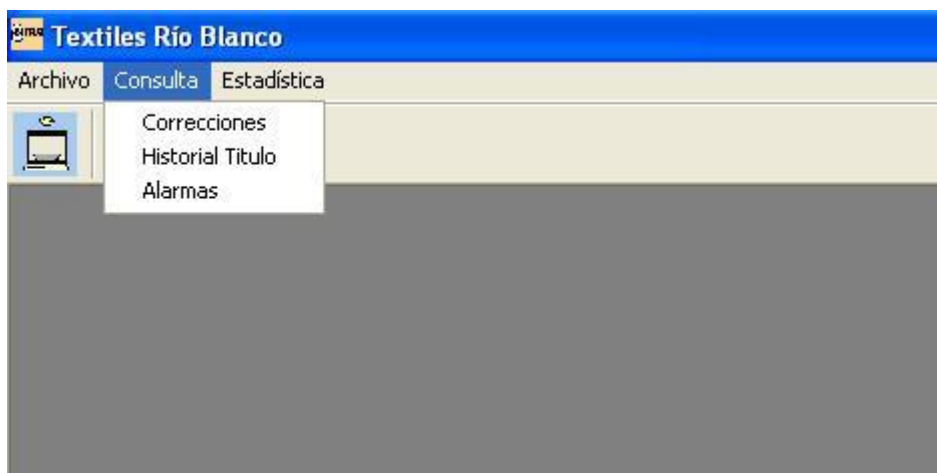 Textiles Río Blanco
Archivo Consulta Estadística
Correcciones
Historial Titulo
Alarmas